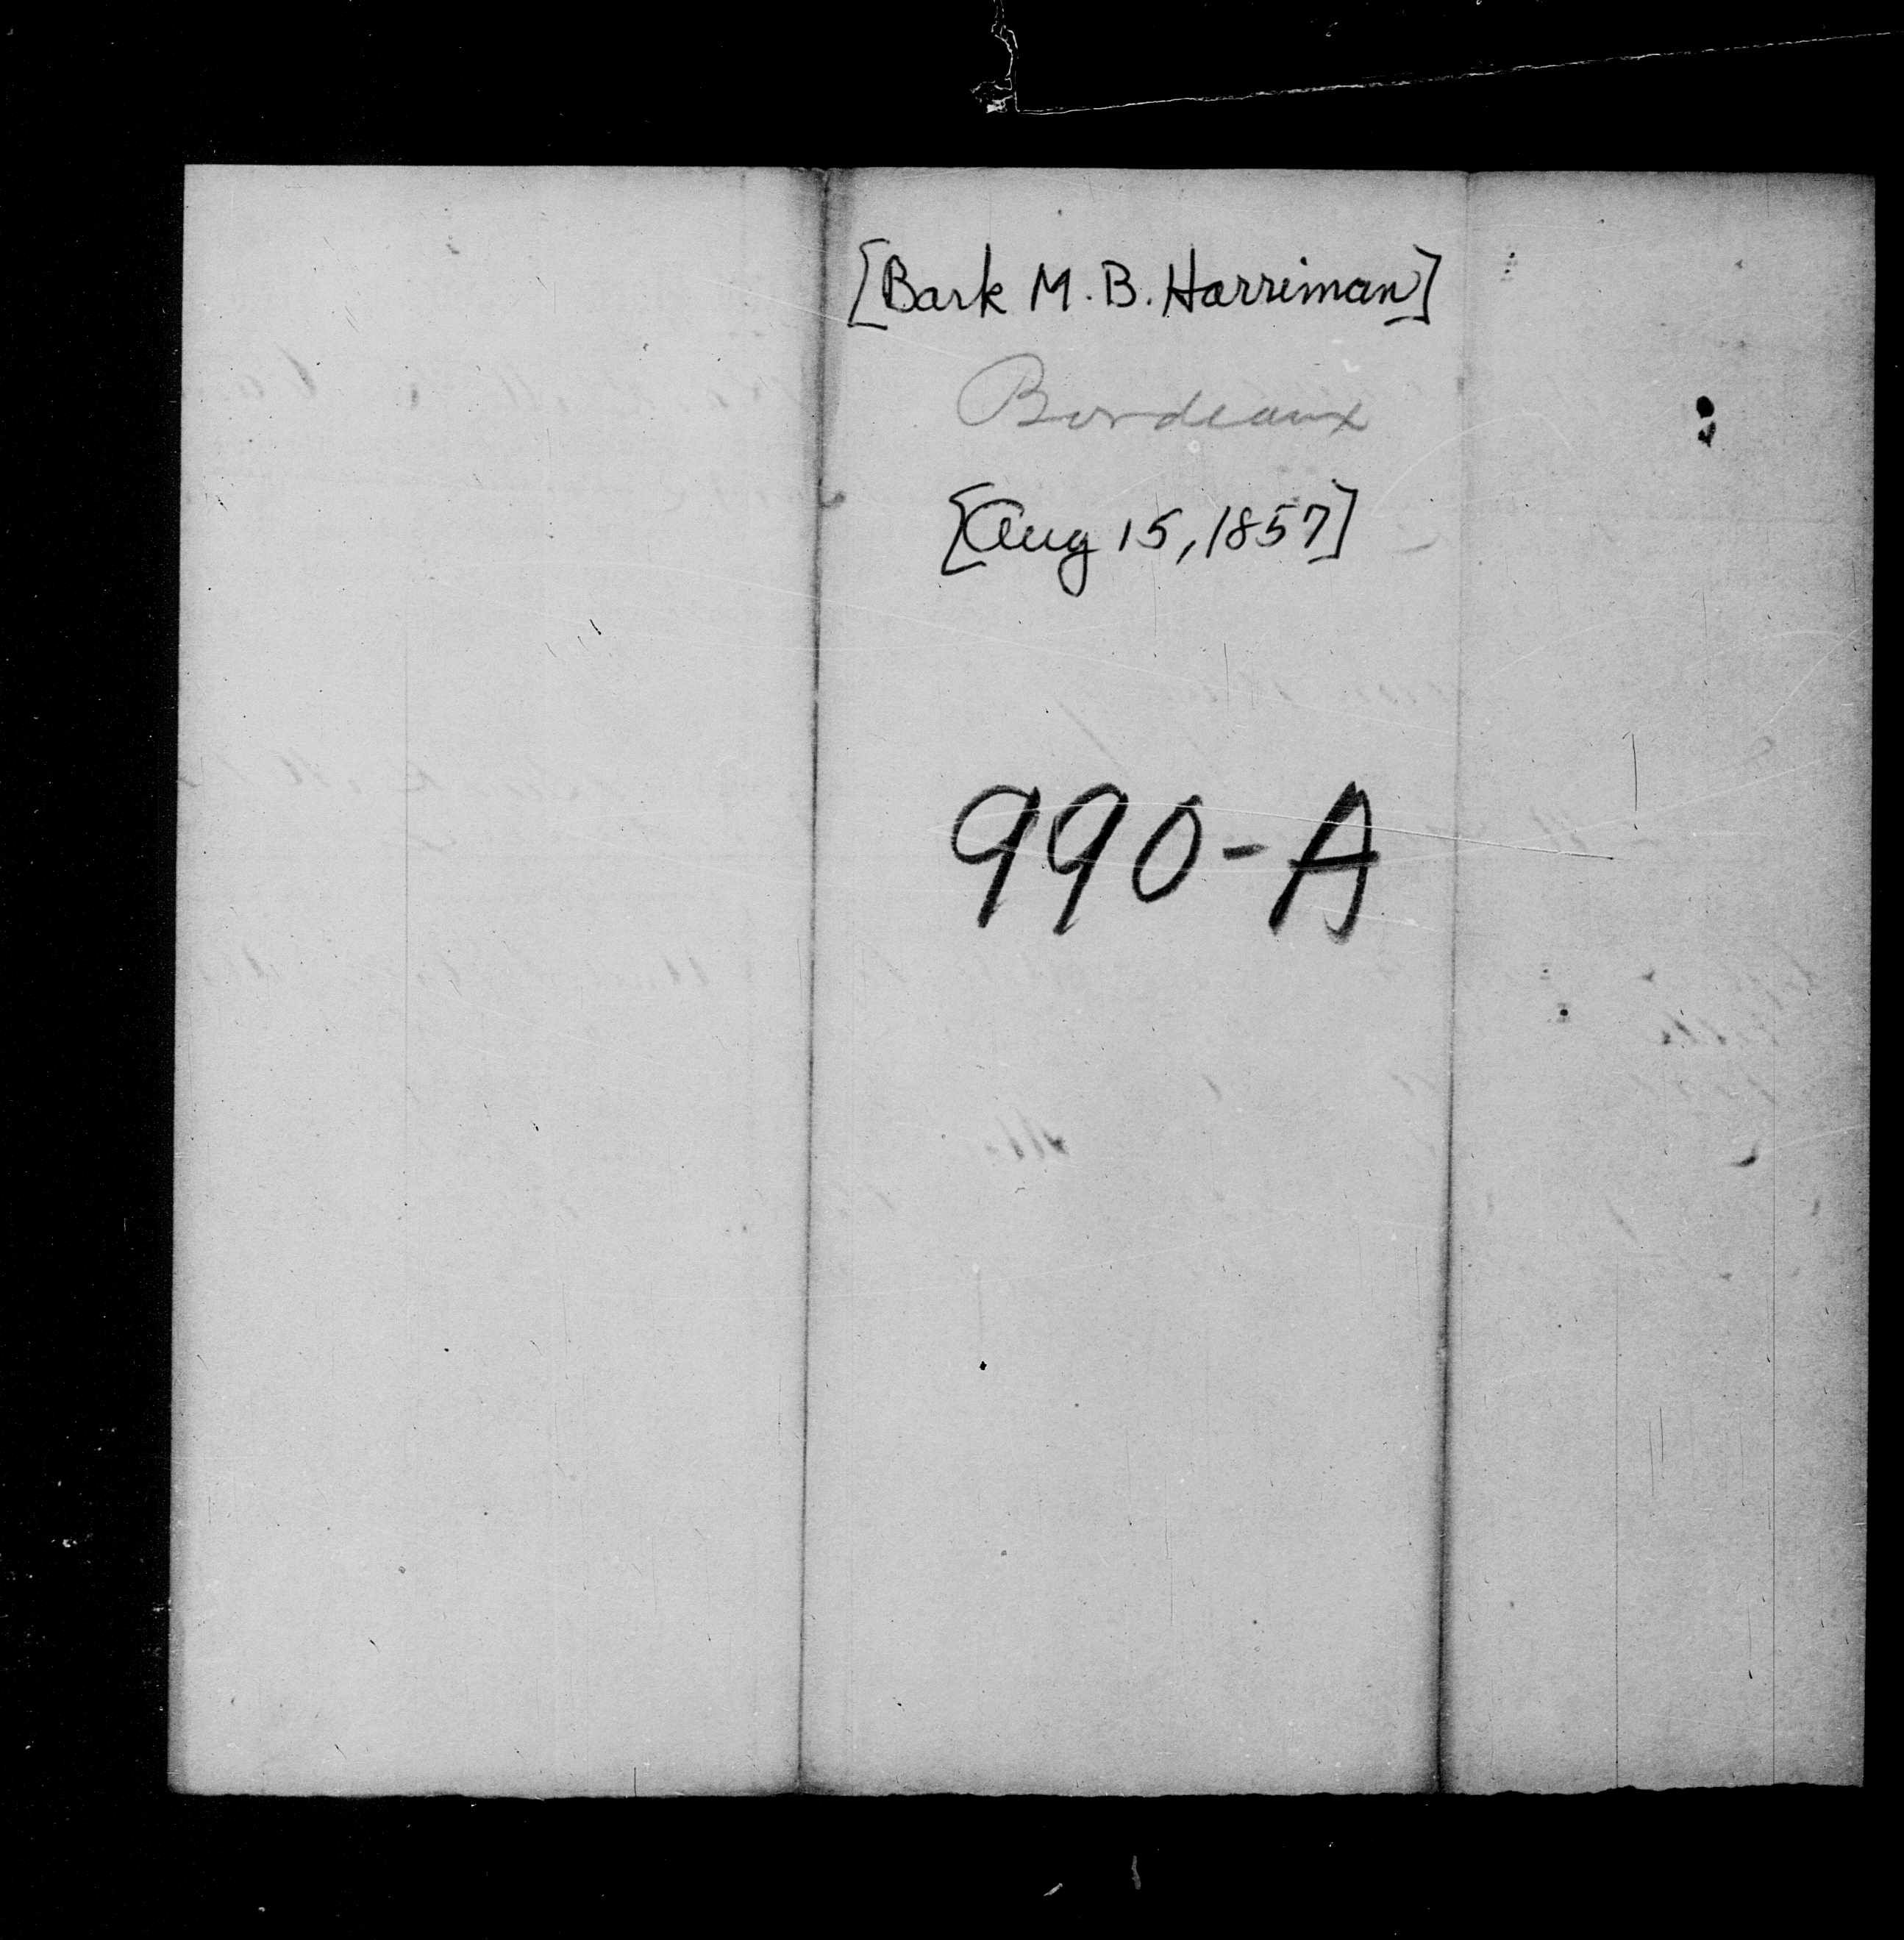 [Bark M. B. Harriman]
Bordeaux
[Aug 15, 1857]
990-A